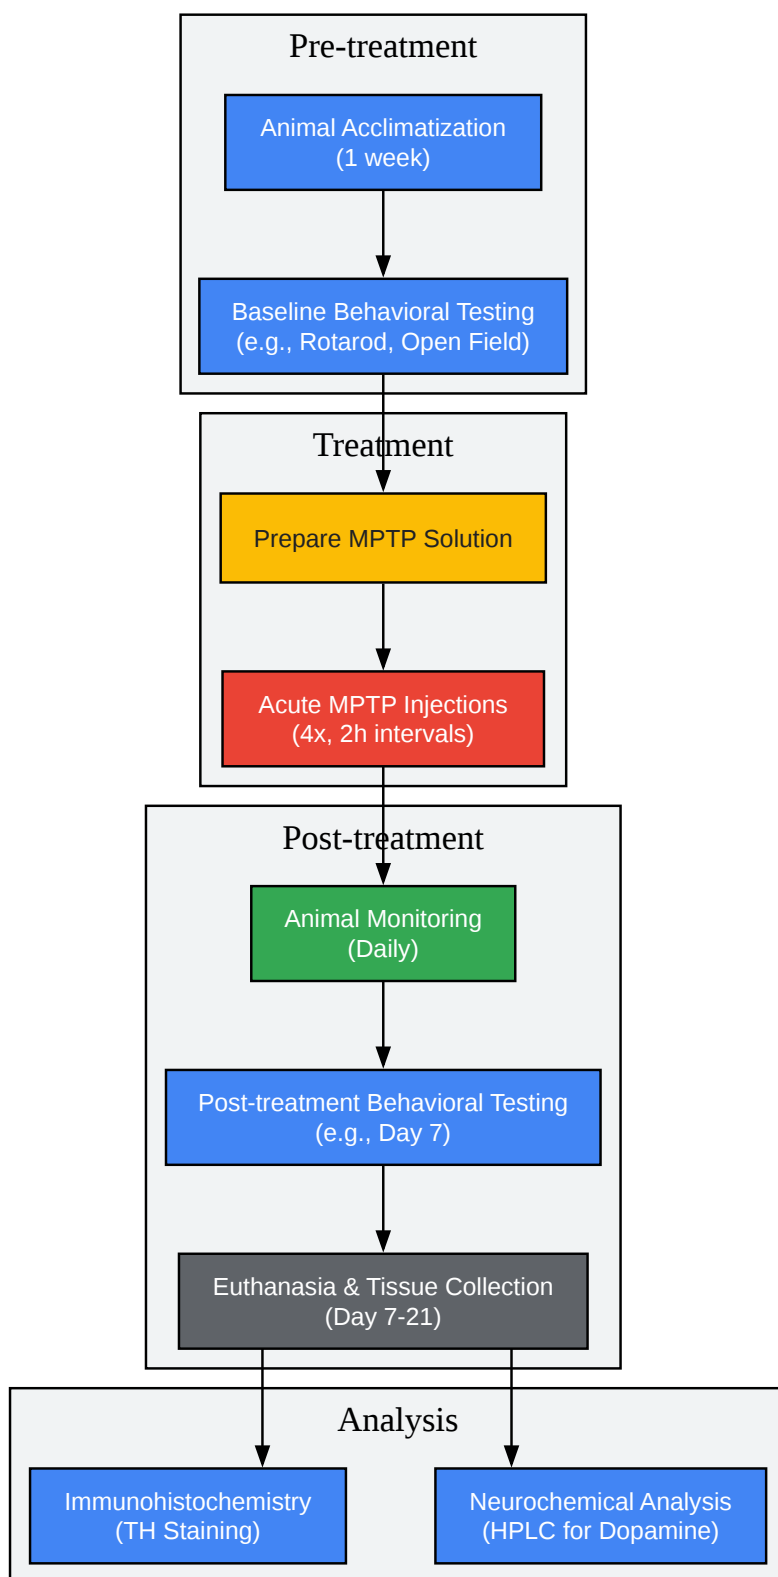 Pre-treatment
Animal Acclimatization
(1 week)
Baseline Behavioral Testing
(e.g., Rotarod, Open Field)
Treatment
Prepare MPTP Solution
Acute MPTP Injections
(4x, 2h intervals)
Post-treatment
Animal Monitoring
(Daily)
Post-treatment Behavioral Testing
(e.g., Day 7)
Euthanasia & Tissue Collection
(Day 7-21)
Analysis
Immunohistochemistry
(TH Staining)
Neurochemical Analysis
(HPLC for Dopamine)